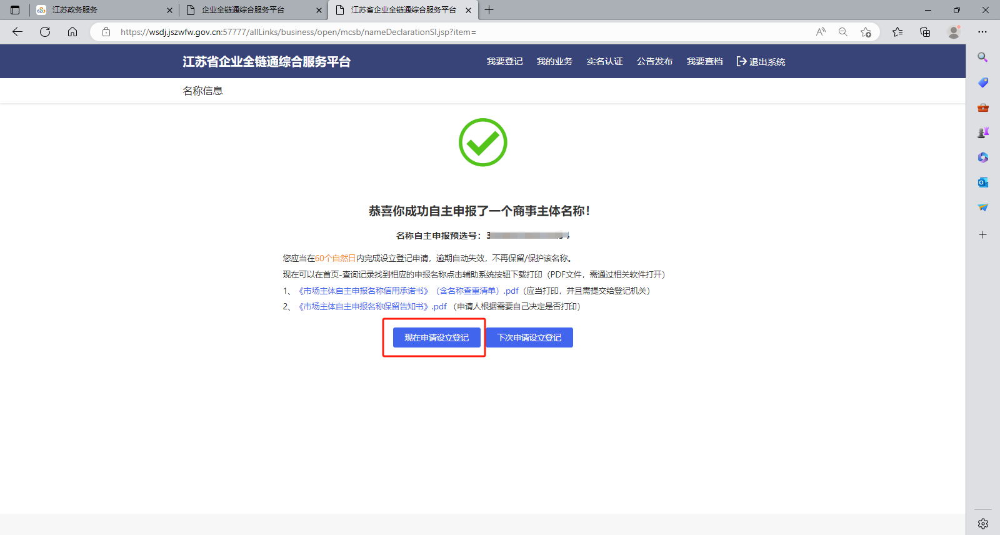 江苏政务服务
企业全链通综合服务平台
江苏省企业全链通综合服务平台
https://wsdj.jszwfw.gov.cn:57777/allLinks/business/open/mcsb/nameDeclarationSl.jsp?item=
江苏省企业全链通综合服务平台
我要登记 我的业务 实名认证 公告发布 我要查档 退出系统
名称信息
恭喜你成功自主申报了一个商事主体名称！
名称自主申报预选号：3
您应当在60个自然日内完成设立登记申请，逾期自动失效，不再保留/保护该名称。
现在可以在首页-查询记录找到相应的申报名称点击辅助系统按钮下载打印（PDF文件，需通过相关软件打开）
1、《市场主体自主申报名称信用承诺书》（含名称查重清单）.pdf（应当打印，并且需提交给登记机关）
2、《市场主体自主申报名称保留告知书》.pdf （申请人根据需要自己决定是否打印）
现在申请设立登记 下次申请设立登记